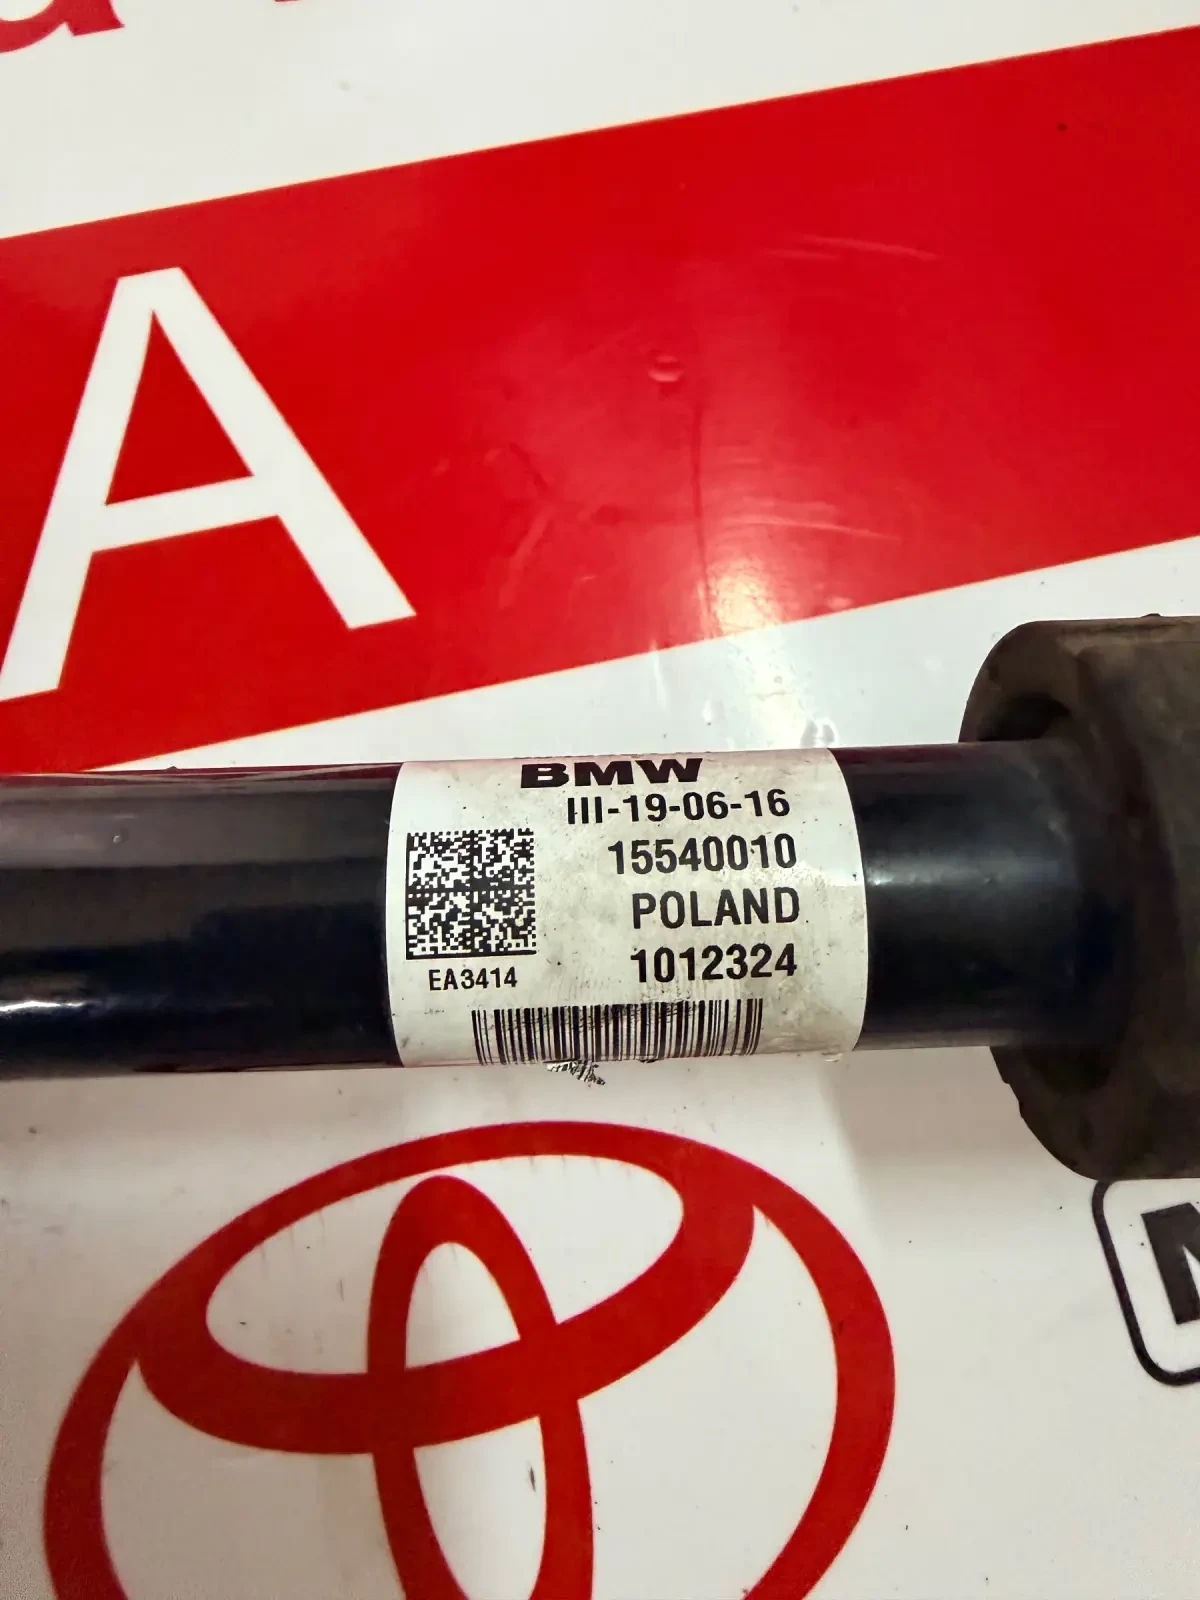 A
BMW
III-19-06-16
15540010
POLAND
1012324
EA3414